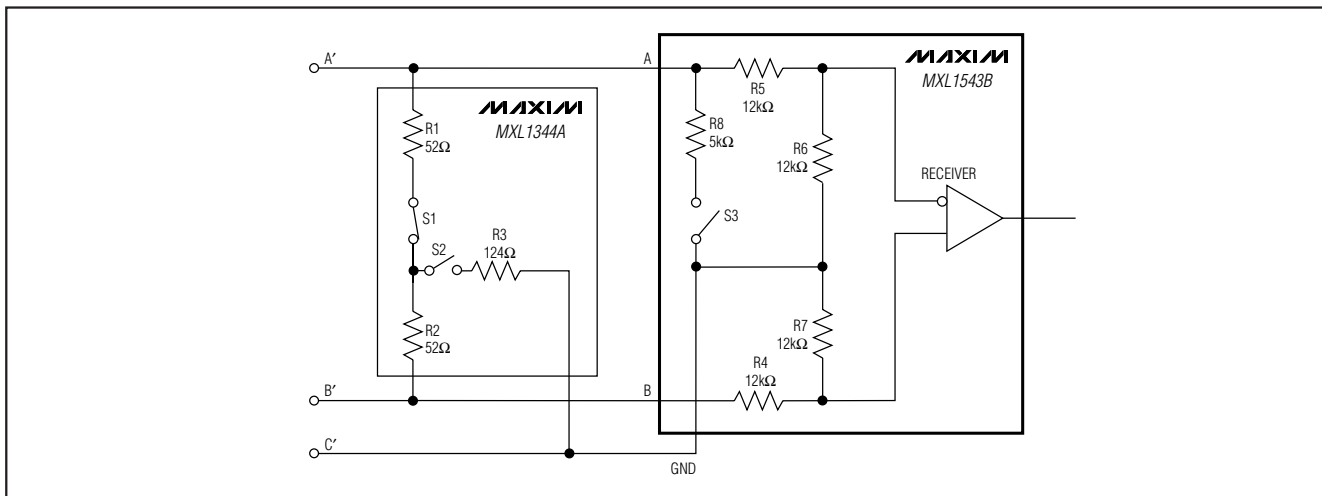 A′
A
MAXIM
MXL1543B
MAXIM
MXL1344A
R5
12kΩ
R1
52Ω
R8
5kΩ
R6
12kΩ
RECEIVER
S1
S3
S2
R3
124Ω
R2
52Ω
R7
12kΩ
R4
12kΩ
B′
B
C′
GND